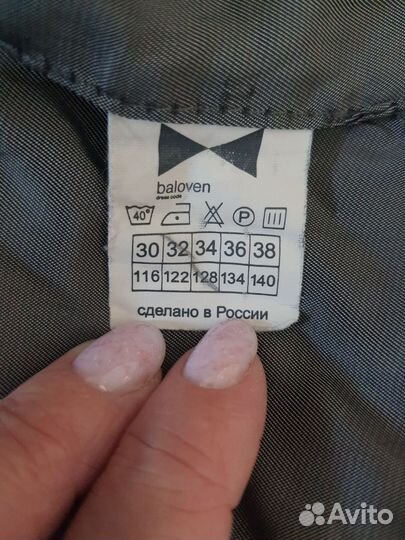 baloven
dress code
40° P
30 32 34 36 38
116 122 128 134 140
сделано в России
Avito